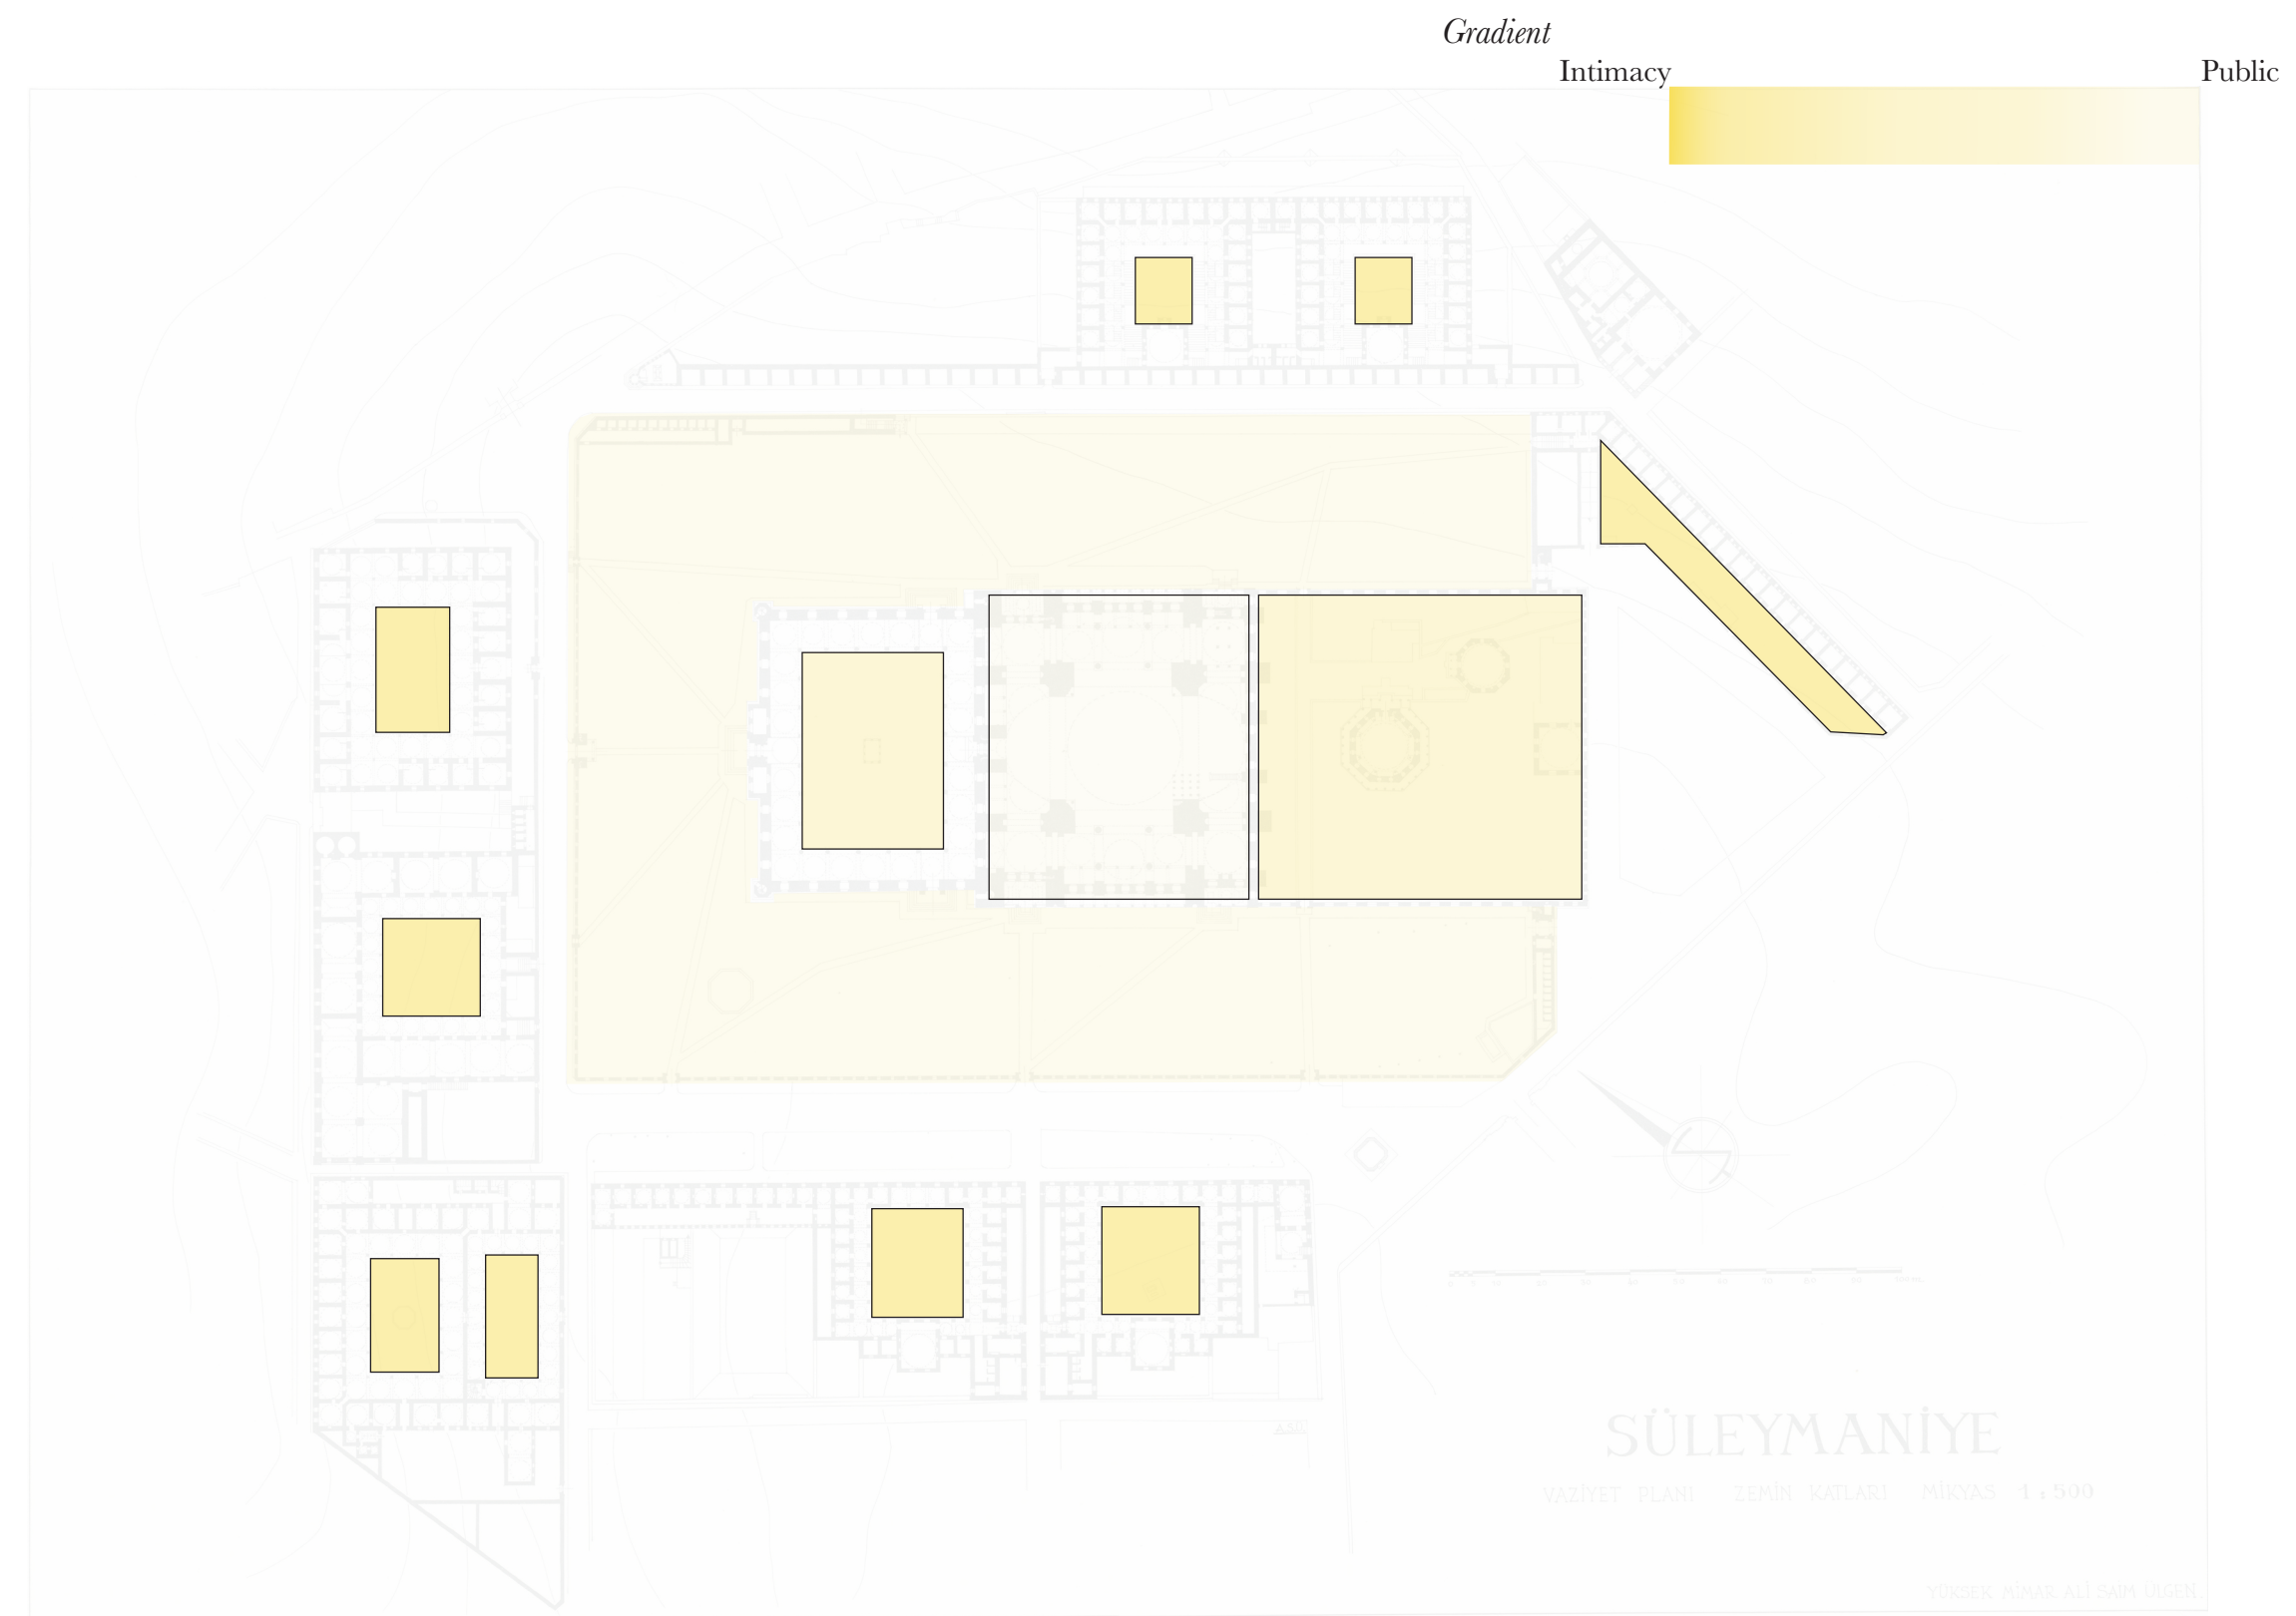 Gradient
Intimacy
Public
SÜLEYMANİYE
VAZİYET PLANI ZEMİN KATLARI MİKYAS 1:500
YÜKSEK MİMAR ALİ SAİM ÜLGEN